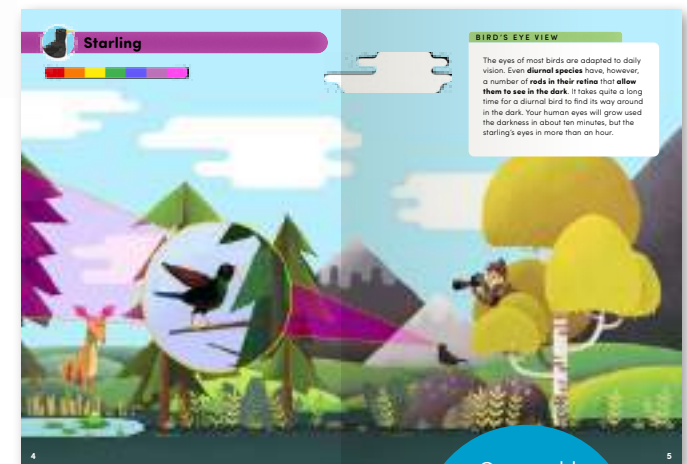 Starling
BIRD'S EYE VIEW
The eyes of most birds are adapted to daily
vision. Even diurnal species have, however,
a number of rods in their retina that allow
them to see in the dark. It takes quite a long
time for a diurnal bird to find its way around
in the dark. Your human eyes will grow used
the darkness in about ten minutes, but the
starling's eyes in more than an hour.
4
5